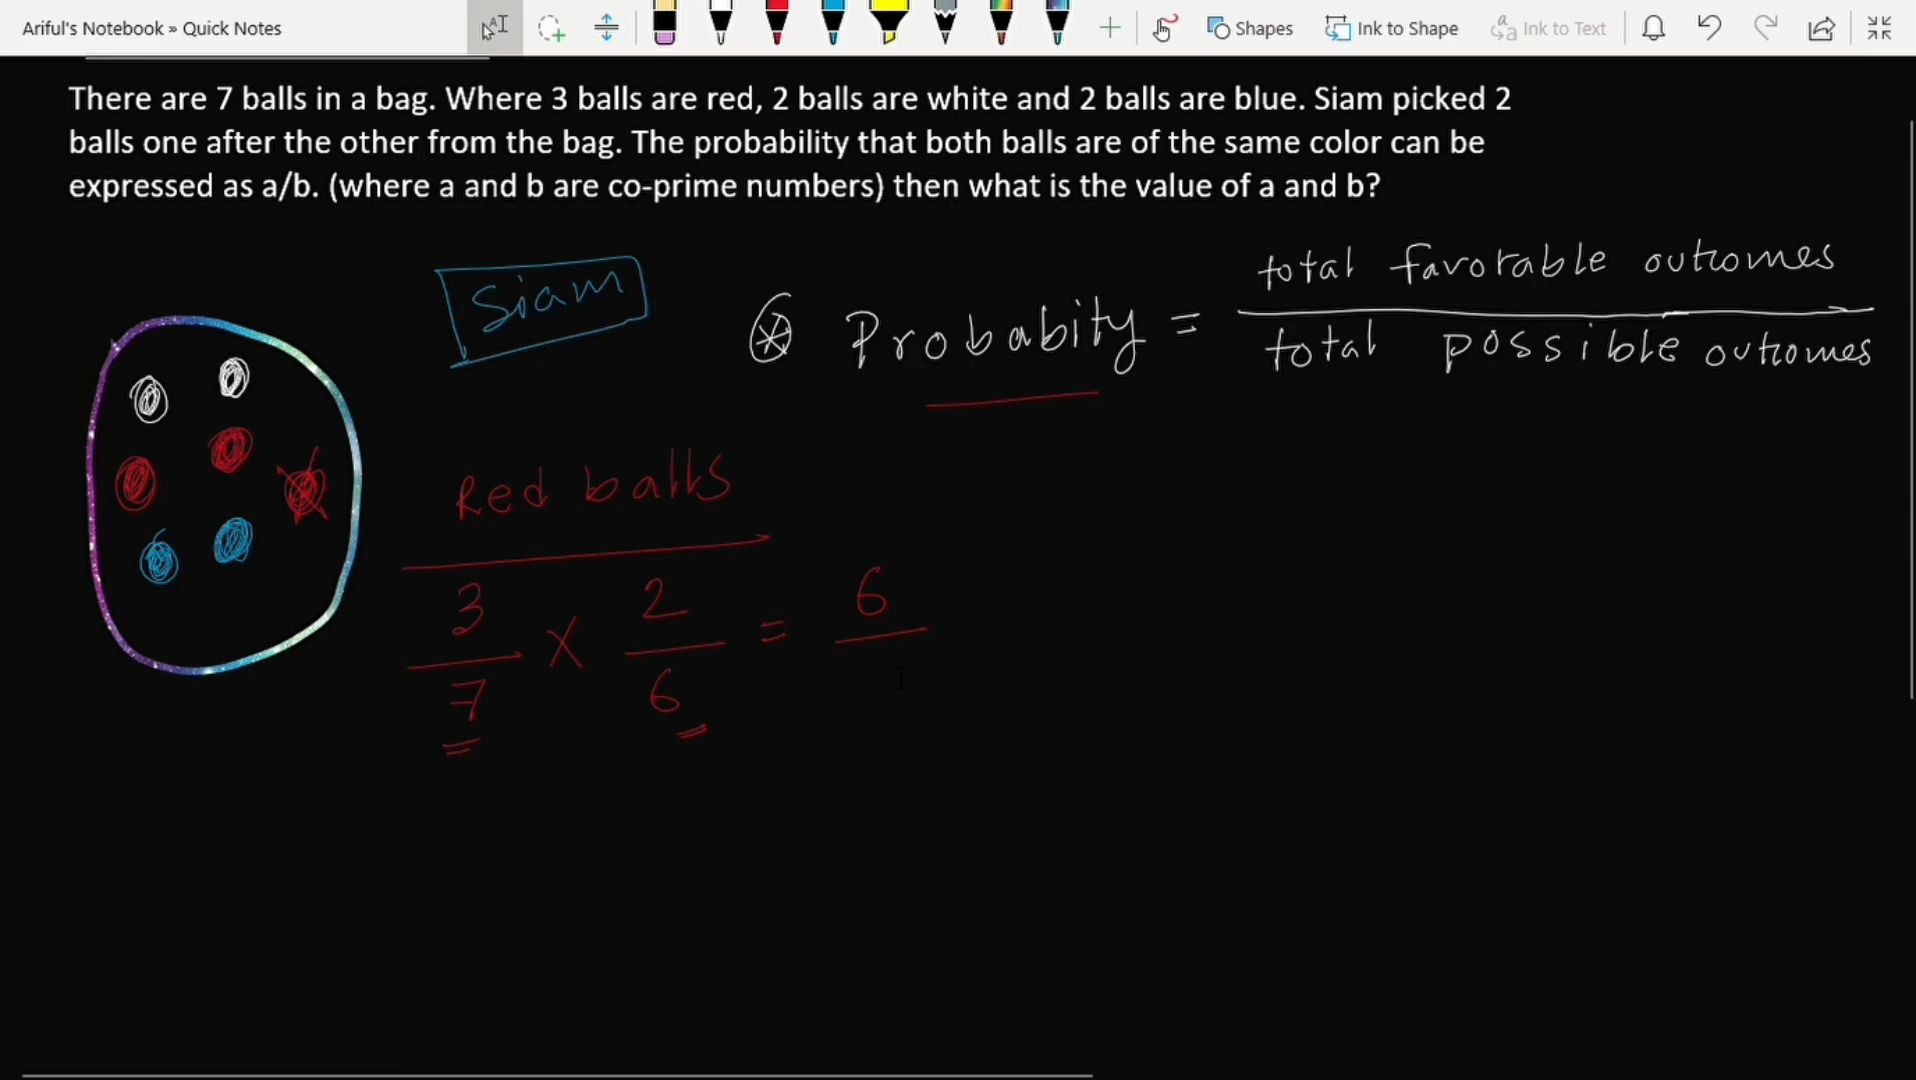 Ariful's Notebook » Quick Notes
Shapes
Ink to Shape
Ink to Text
There are 7 balls in a bag. Where 3 balls are red, 2 balls are white and 2 balls are blue. Siam picked 2
balls one after the other from the bag. The probability that both balls are of the same color can be
expressed as a/b. (where a and b are co-prime numbers) then what is the value of a and b?
Siam
Probabity = total favorable outcomes
total possible outcomes
Red balls
3 2 6
X =
7 6